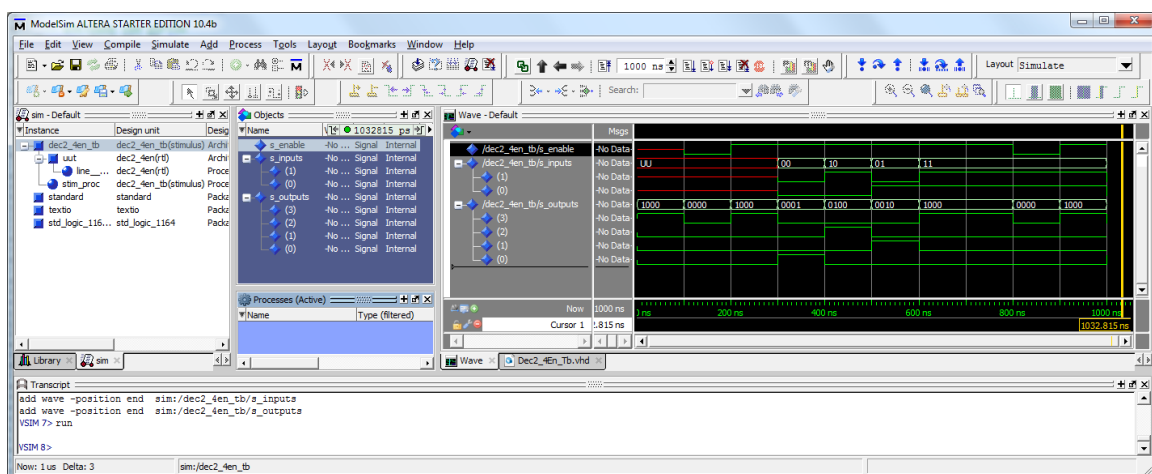 ModelSim ALTERA STARTER EDITION 10.4b
File Edit View Compile Simulate Add Process Tools Layout Bookmarks Window Help
1000 ns
Layout Simulate
Search:
sim - Default
Instance Design unit Desig
dec2_4en_tb dec2_4en_tb(stimulus) Archi
uut dec2_4en(rtl) Archi
line__... dec2_4en(rtl) Proce
stim_proc dec2_4en_tb(stimulus) Proce
standard standard Packa
textio textio Packa
std_logic_116... std_logic_1164 Packa
Library sim
Objects
Name 1032815 ps
s_enable -No ... Signal Internal
s_inputs -No ... Signal Internal
(1) -No ... Signal Internal
(0) -No ... Signal Internal
s_outputs -No ... Signal Internal
(3) -No ... Signal Internal
(2) -No ... Signal Internal
(1) -No ... Signal Internal
(0) -No ... Signal Internal
Processes (Active)
Name Type (filtered)
Wave - Default
Msgs
/dec2_4en_tb/s_enable -No Data-
/dec2_4en_tb/s_inputs -No Data- UU 00 10 01 11
(1) -No Data-
(0) -No Data-
/dec2_4en_tb/s_outputs -No Data- 1000 0000 1000 0001 0100 0010 1000 0000 1000
(3) -No Data-
(2) -No Data-
(1) -No Data-
(0) -No Data-
Now 1000 ns ns 200 ns 400 ns 600 ns 800 ns 1000 ns
Cursor 1 .815 ns 1032.815 ns
Wave Dec2_4En_Tb.vhd
Transcript
add wave -position end sim:/dec2_4en_tb/s_inputs
add wave -position end sim:/dec2_4en_tb/s_outputs
VSIM 7> run
VSIM 8>
Now: 1 us Delta: 3 sim:/dec2_4en_tb